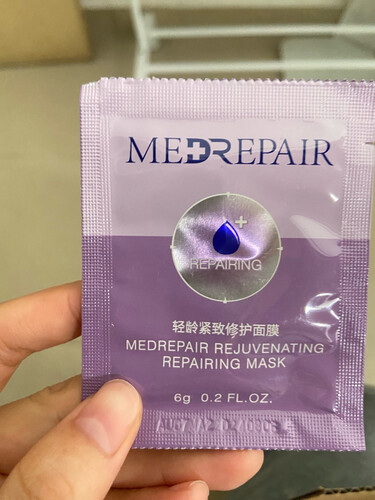 MEDREPAIR
REPAIRING
轻龄紧致修护面膜
MEDREPAIR REJUVENATING
REPAIRING MASK
6g 0.2 FL.OZ.